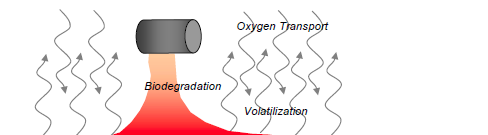 Oxygen Transport
Biodegradation
Volatilization